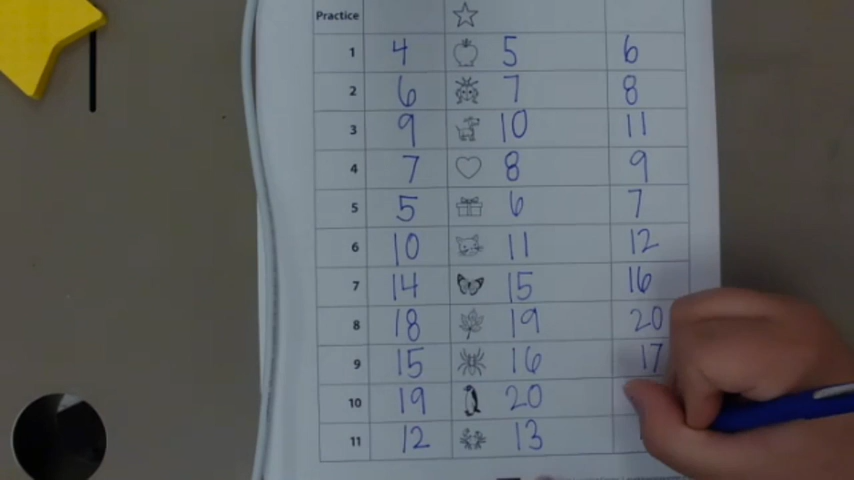 Practice
1 4 5 6
2 6 7 8
3 9 10 11
4 7 8 9
5 5 6 7
6 10 11 12
7 14 15 16
8 18 19 20
9 15 16 17
10 19 20
11 12 13